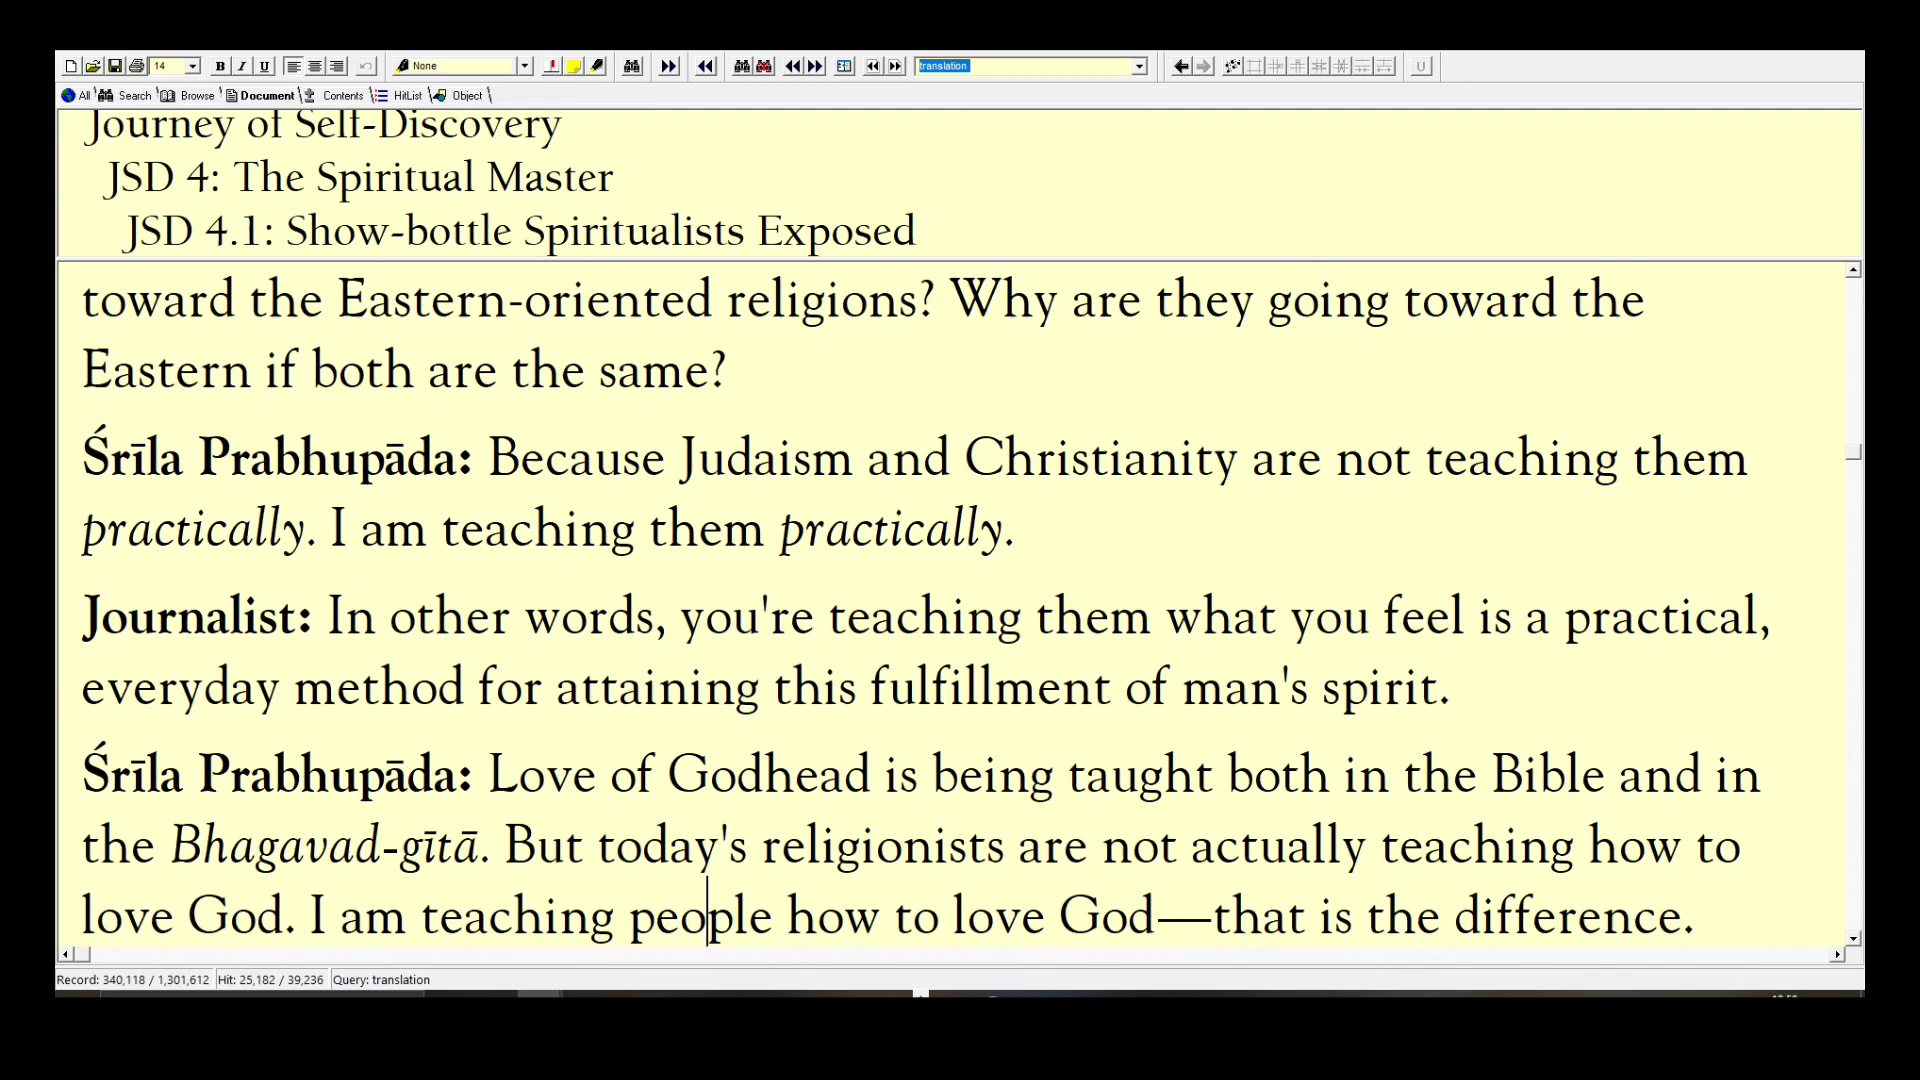 14 B I U None translation U
All Search Browse Document Contents HitList Object
Journey of Self-Discovery
JSD 4: The Spiritual Master
JSD 4.1: Show-bottle Spiritualists Exposed
toward the Eastern-oriented religions? Why are they going toward the
Eastern if both are the same?
Śrīla Prabhupāda: Because Judaism and Christianity are not teaching them
practically. I am teaching them practically.
Journalist: In other words, you're teaching them what you feel is a practical,
everyday method for attaining this fulfillment of man's spirit.
Śrīla Prabhupāda: Love of Godhead is being taught both in the Bible and in
the Bhagavad-gītā. But today's religionists are not actually teaching how to
love God. I am teaching people how to love God—that is the difference.
Record: 340,118 / 1,301,612 Hit: 25,182 / 39,236 Query: translation